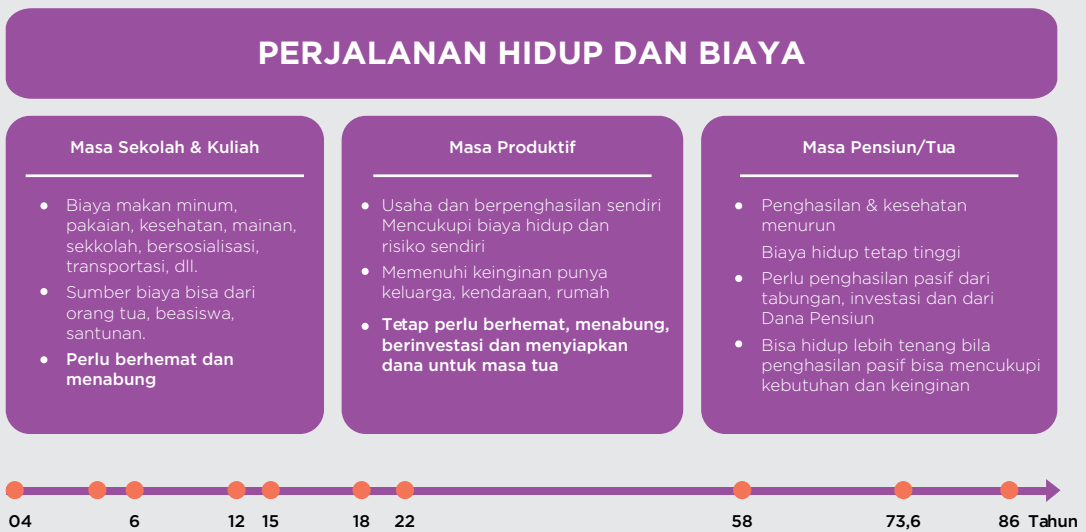 PERJALANAN HIDUP DAN BIAYA
Masa Sekolah & Kuliah
● Biaya makan minum,
pakaian, kesehatan, mainan,
sekkolah, bersosialisasi,
transportasi, dll.
● Sumber biaya bisa dari
orang tua, beasiswa,
santunan.
● Perlu berhemat dan
menabung
Masa Produktif
● Usaha dan berpenghasilan sendiri
Mencukupi biaya hidup dan
risiko sendiri
● Memenuhi keinginan punya
keluarga, kendaraan, rumah
● Tetap perlu berhemat, menabung,
berinvestasi dan menyiapkan
dana untuk masa tua
Masa Pensiun/Tua
● Penghasilan & kesehatan
menurun
Biaya hidup tetap tinggi
● Perlu penghasilan pasif dari
tabungan, investasi dan dari
Dana Pensiun
● Bisa hidup lebih tenang bila
penghasilan pasif bisa mencukupi
kebutuhan dan keinginan
04 6 12 15 18 22 58 73,6 86 Tahun